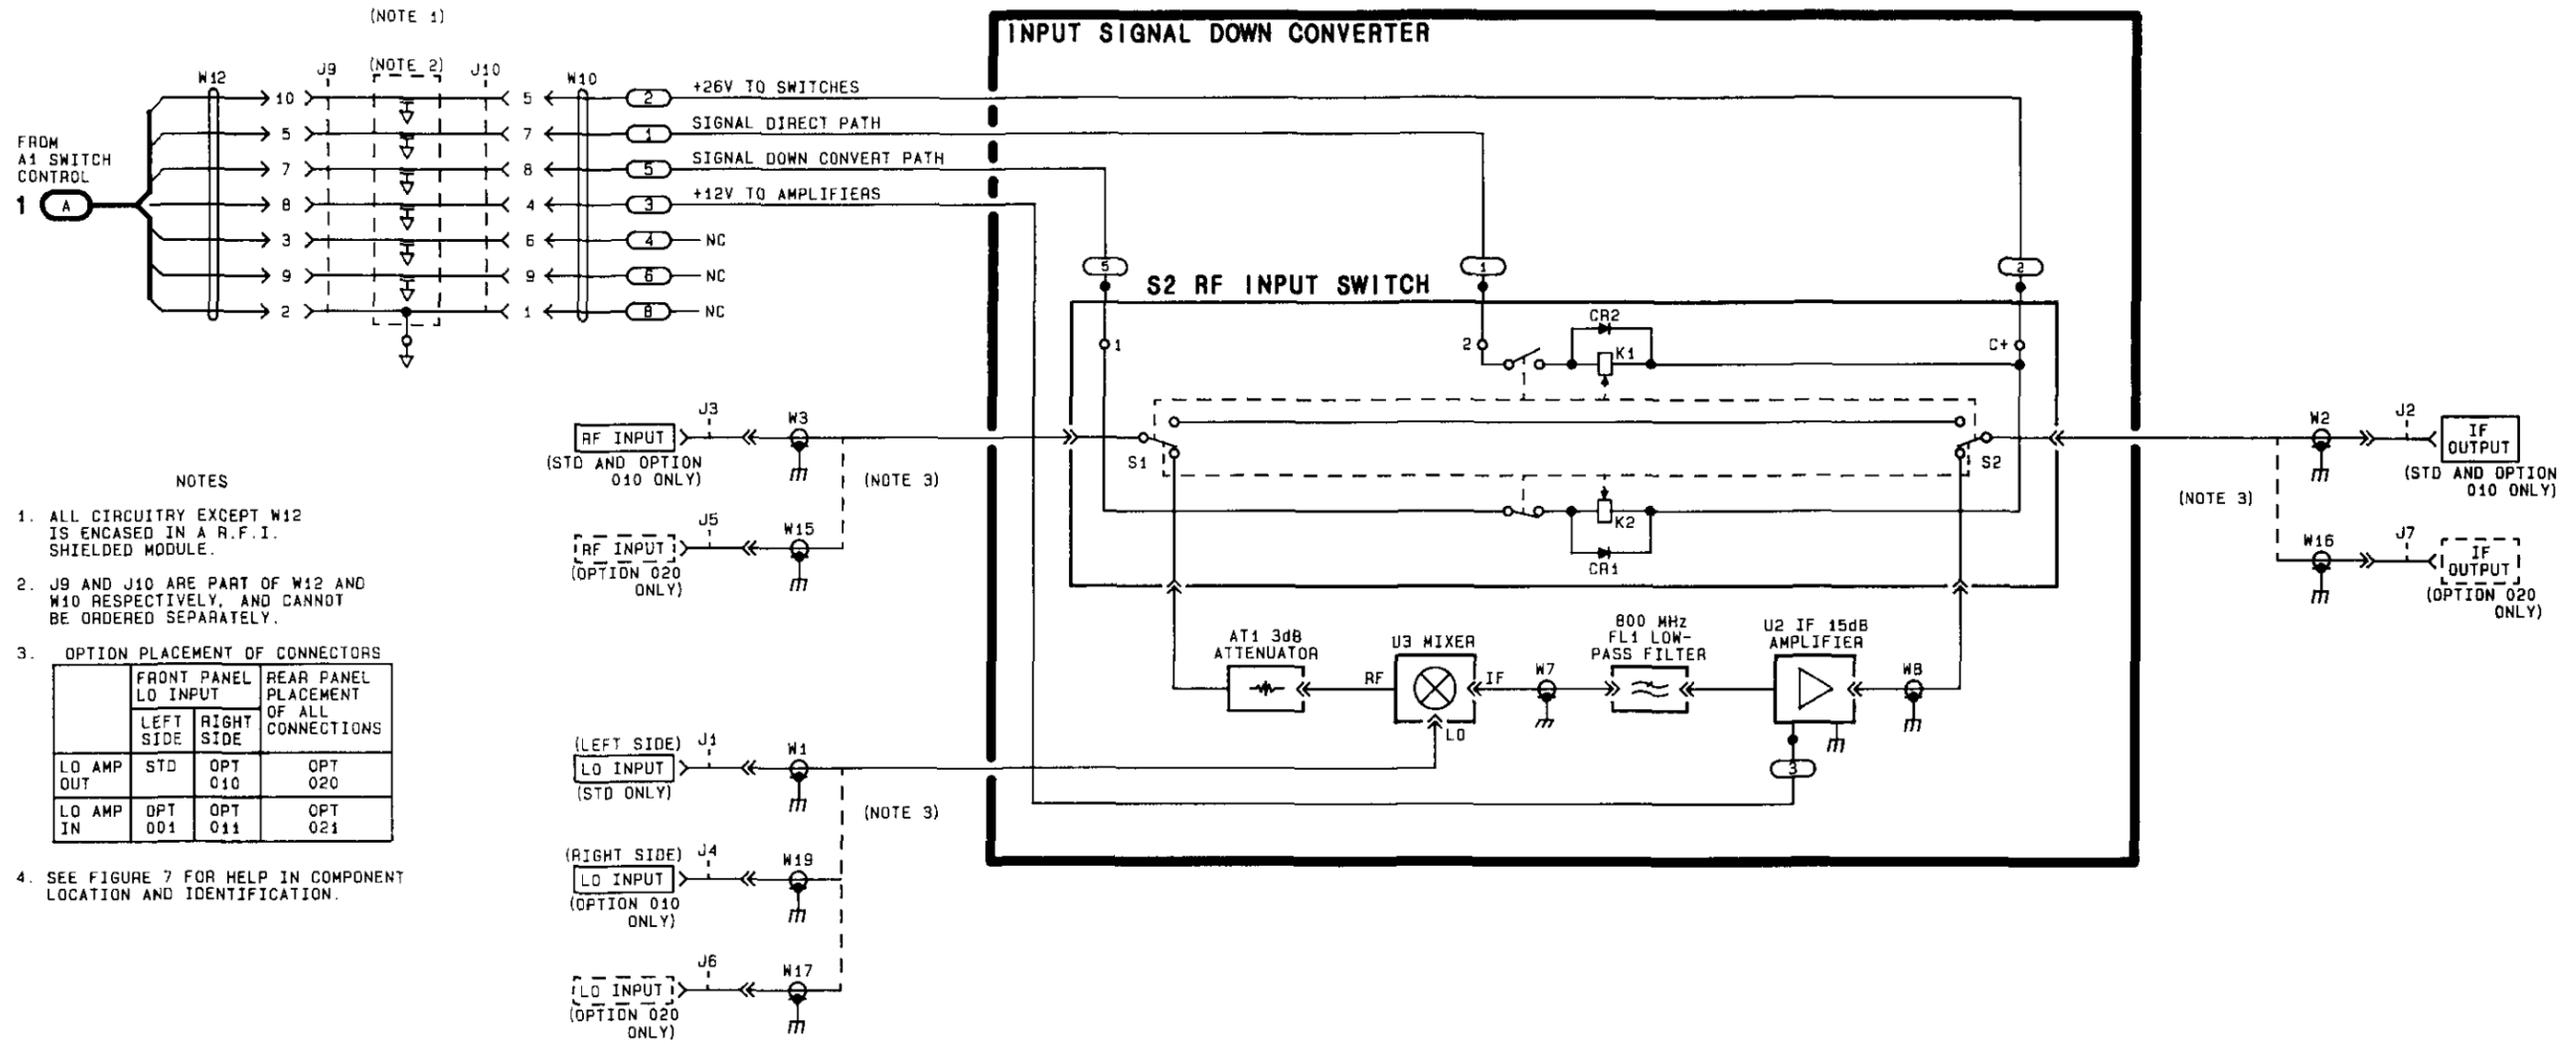 (NOTE 1)
INPUT SIGNAL DOWN CONVERTER
W12
J9
(NOTE 2)
J10
W10
10
5
2
+26V TO SWITCHES
5
7
1
SIGNAL DIRECT PATH
7
8
5
SIGNAL DOWN CONVERT PATH
8
4
3
+12V TO AMPLIFIERS
3
6
4
NC
9
9
6
NC
2
1
8
NC
FROM
A1 SWITCH
CONTROL
1
A
5
1
2
S2 RF INPUT SWITCH
CR2
K1
1
2
C+
S1
S2
K2
CR1
J3
W3
RF INPUT
(STD AND OPTION
010 ONLY)
(NOTE 3)
J5
W15
RF INPUT
(OPTION 020
ONLY)
W2
J2
IF
OUTPUT
(STD AND OPTION
010 ONLY)
(NOTE 3)
W16
J7
IF
OUTPUT
(OPTION 020
ONLY)
NOTES
1. ALL CIRCUITRY EXCEPT W12
IS ENCASED IN A R.F.I.
SHIELDED MODULE.
2. J9 AND J10 ARE PART OF W12 AND
W10 RESPECTIVELY, AND CANNOT
BE ORDERED SEPARATELY.
3. OPTION PLACEMENT OF CONNECTORS
FRONT PANEL
LO INPUT
REAR PANEL
PLACEMENT
OF ALL
CONNECTIONS
LEFT
SIDE
RIGHT
SIDE
LO AMP
OUT
STD
OPT
010
OPT
020
LO AMP
IN
OPT
001
OPT
011
OPT
021
4. SEE FIGURE 7 FOR HELP IN COMPONENT
LOCATION AND IDENTIFICATION.
AT1 3dB
ATTENUATOR
U3 MIXER
RF
IF
LO
W7
800 MHz
FL1 LOW-
PASS FILTER
U2 IF 15dB
AMPLIFIER
W8
3
(LEFT SIDE)
J1
W1
LO INPUT
(STD ONLY)
(NOTE 3)
(RIGHT SIDE)
J4
W19
LO INPUT
(OPTION 010
ONLY)
J6
W17
LO INPUT
(OPTION 020
ONLY)